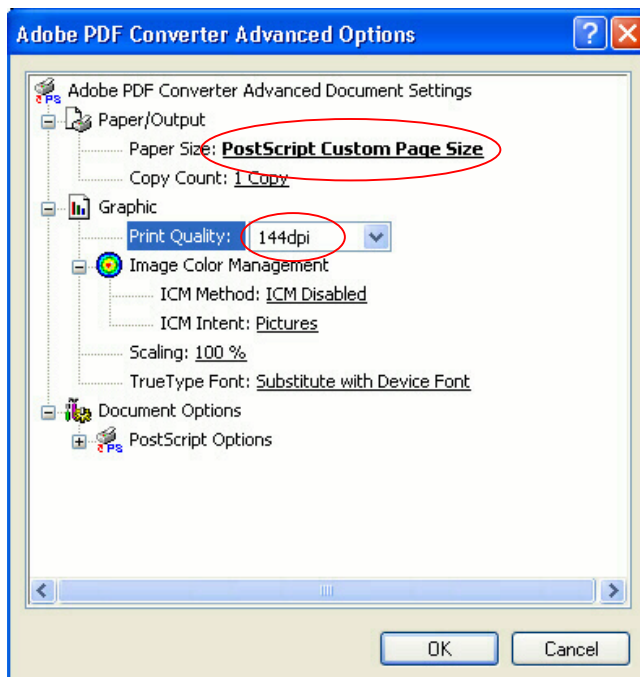 Adobe PDF Converter Advanced Options
Adobe PDF Converter Advanced Document Settings
Paper/Output
Paper Size: PostScript Custom Page Size
Copy Count: 1 Copy
Graphic
Print Quality: 144dpi
Image Color Management
ICM Method: ICM Disabled
ICM Intent: Pictures
Scaling: 100 %
TrueType Font: Substitute with Device Font
Document Options
PostScript Options
OK Cancel